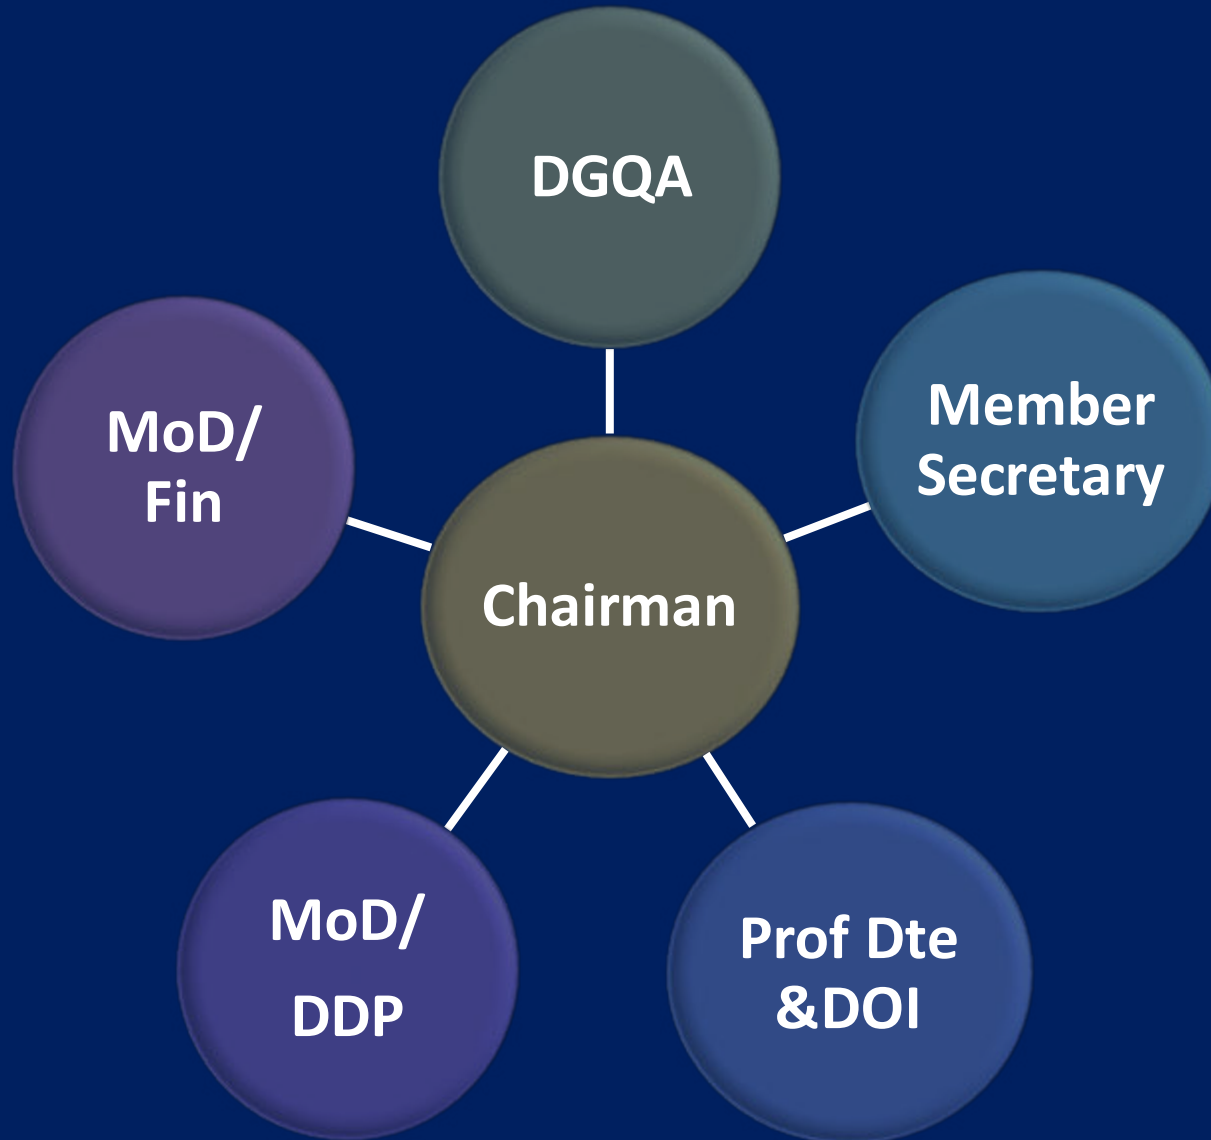 DGQA
Member
Secretary
MoD/
Fin
Chairman
MoD/
DDP
Prof Dte
&DOI